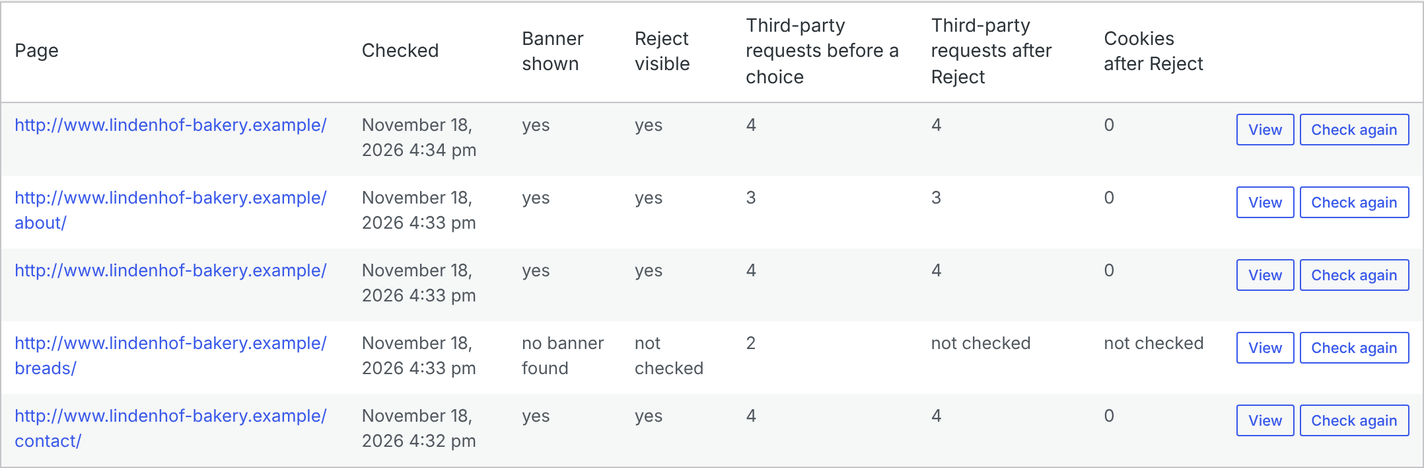 Page
Checked
Banner
shown
Reject
visible
Third-party
requests before a
choice
Third-party
requests after
Reject
Cookies
after Reject
http://www.lindenhof-bakery.example/
November 18,
2026 4:34 pm
yes
yes
4
4
0
View
Check again
http://www.lindenhof-bakery.example/
about/
November 18,
2026 4:33 pm
yes
yes
3
3
0
View
Check again
http://www.lindenhof-bakery.example/
November 18,
2026 4:33 pm
yes
yes
4
4
0
View
Check again
http://www.lindenhof-bakery.example/
breads/
November 18,
2026 4:33 pm
no banner
found
not
checked
2
not checked
not checked
View
Check again
http://www.lindenhof-bakery.example/
contact/
November 18,
2026 4:32 pm
yes
yes
4
4
0
View
Check again